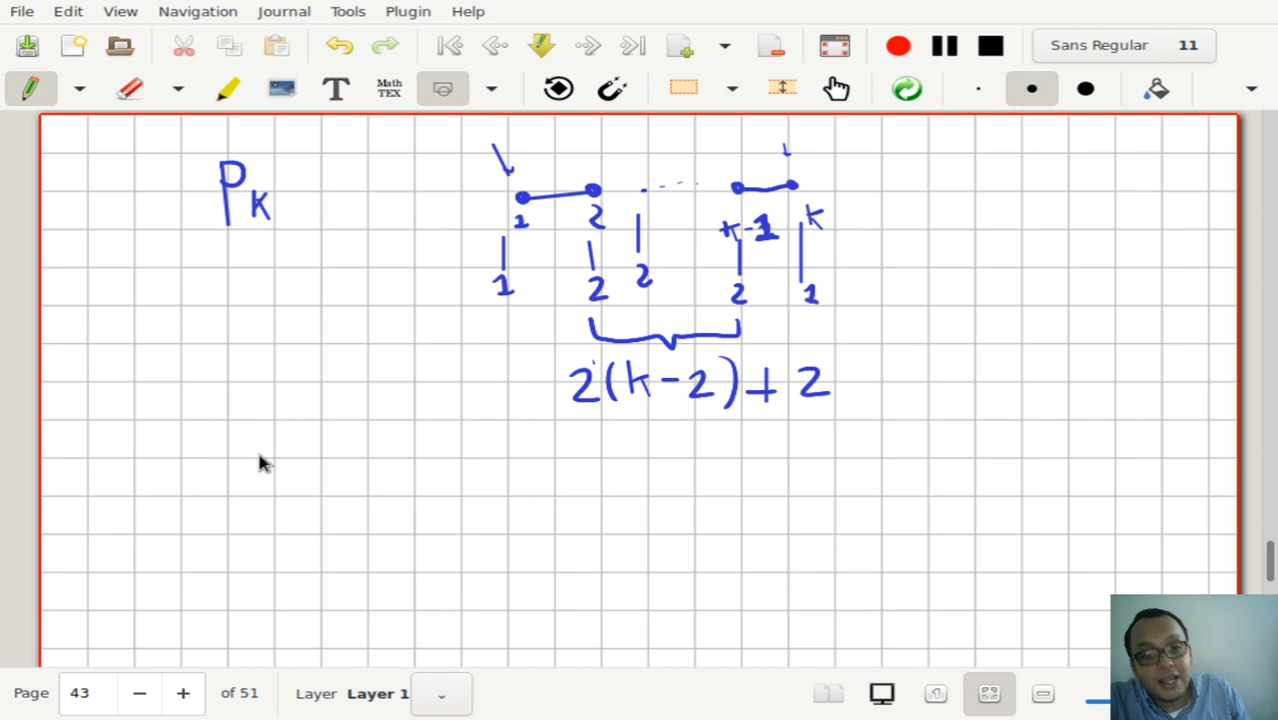 File Edit View Navigation Journal Tools Plugin Help
Sans Regular 11
T Math TEX
P_K
1 2 k-1 k
1 2 2 2 1
2(k-2)+2
Page 43 of 51 Layer Layer 1